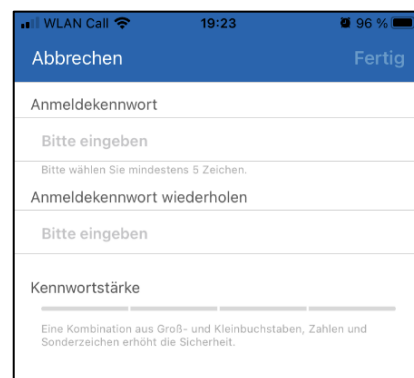 WLAN Call 19:23 96 %
Abbrechen Fertig
Anmeldekennwort
Bitte eingeben
Bitte wählen Sie mindestens 5 Zeichen.
Anmeldekennwort wiederholen
Bitte eingeben
Kennwortstärke
Eine Kombination aus Groß- und Kleinbuchstaben, Zahlen und
Sonderzeichen erhöht die Sicherheit.